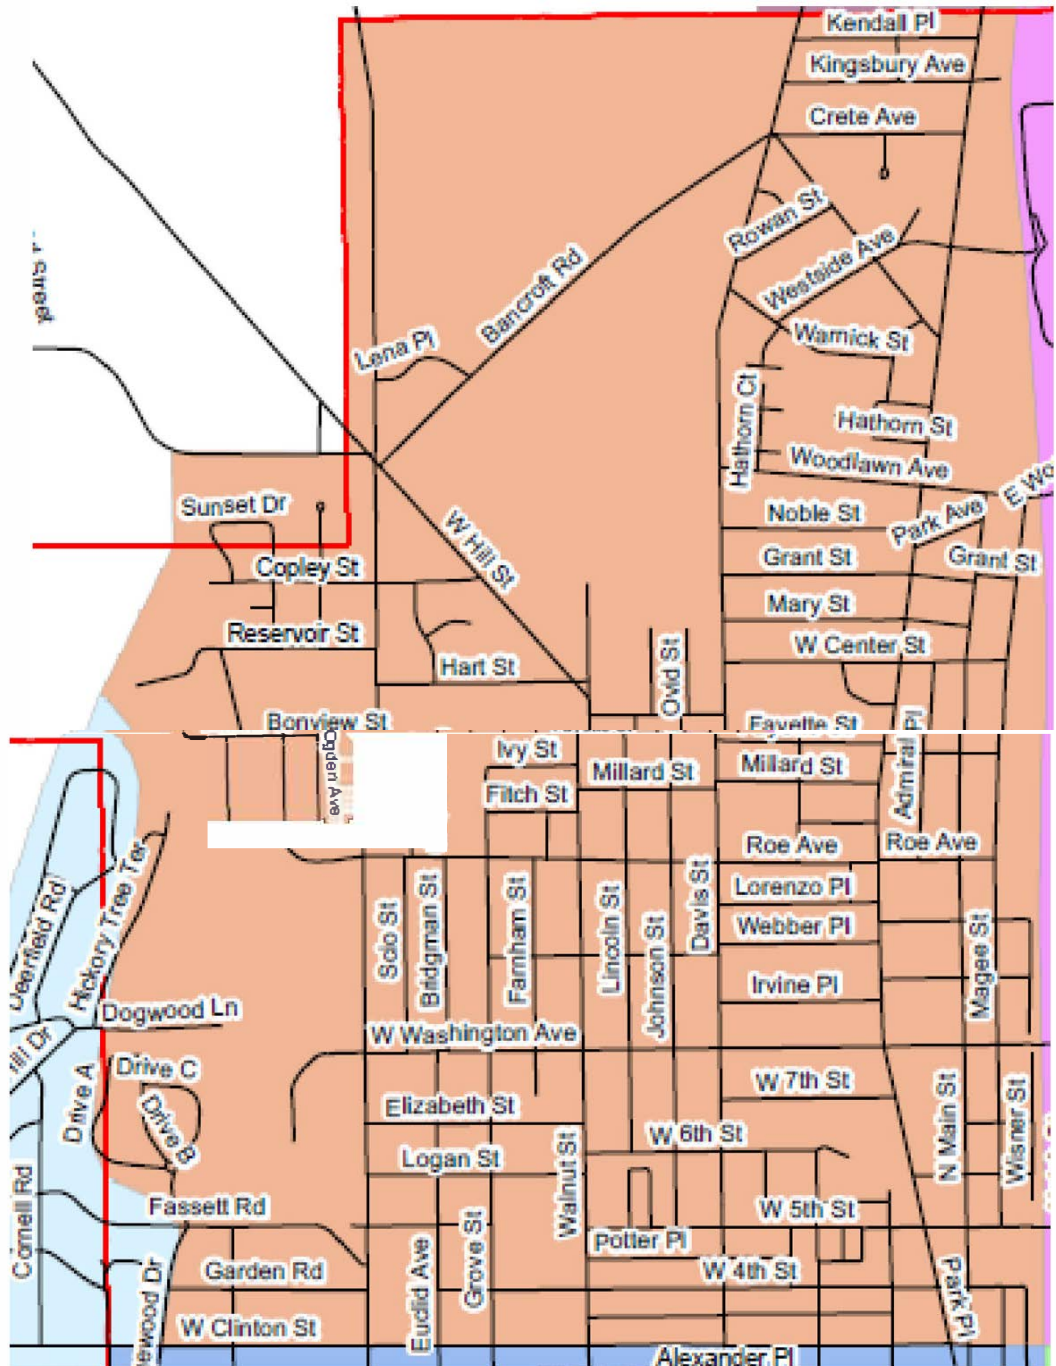 Kendall Pl
Kingsbury Ave
Crete Ave
Rowan St
Westside Ave
Bancroft Rd
Lena Pl
Warnick St
Hathorn Ct
Hathorn St
Woodlawn Ave
E Wo
Sunset Dr
W Hill St
Noble St
Park Ave
Copley St
Grant St
Grant St
Mary St
Reservoir St
W Center St
Hart St
Ovid St
Bonview St
Fayette St
Admiral Pl
Ogden Ave
Ivy St
Millard St
Millard St
Fitch St
Roe Ave
Roe Ave
Hickory Tree Ter
Deerfield Rd
Scio St
Bridgman St
Farnham St
Lincoln St
Johnson St
Davis St
Lorenzo Pl
Webber Pl
Magee St
Irvine Pl
Dogwood Ln
W Washington Ave
ill Dr
Drive A
Drive C
Drive B
W 7th St
Elizabeth St
N Main St
Wisner St
W 6th St
Logan St
Walnut St
Cornell Rd
Fassett Rd
W 5th St
Potter Pl
Euclid Ave
Grove St
Garden Rd
W 4th St
Park Pl
ewood Dr
W Clinton St
Alexander Pl